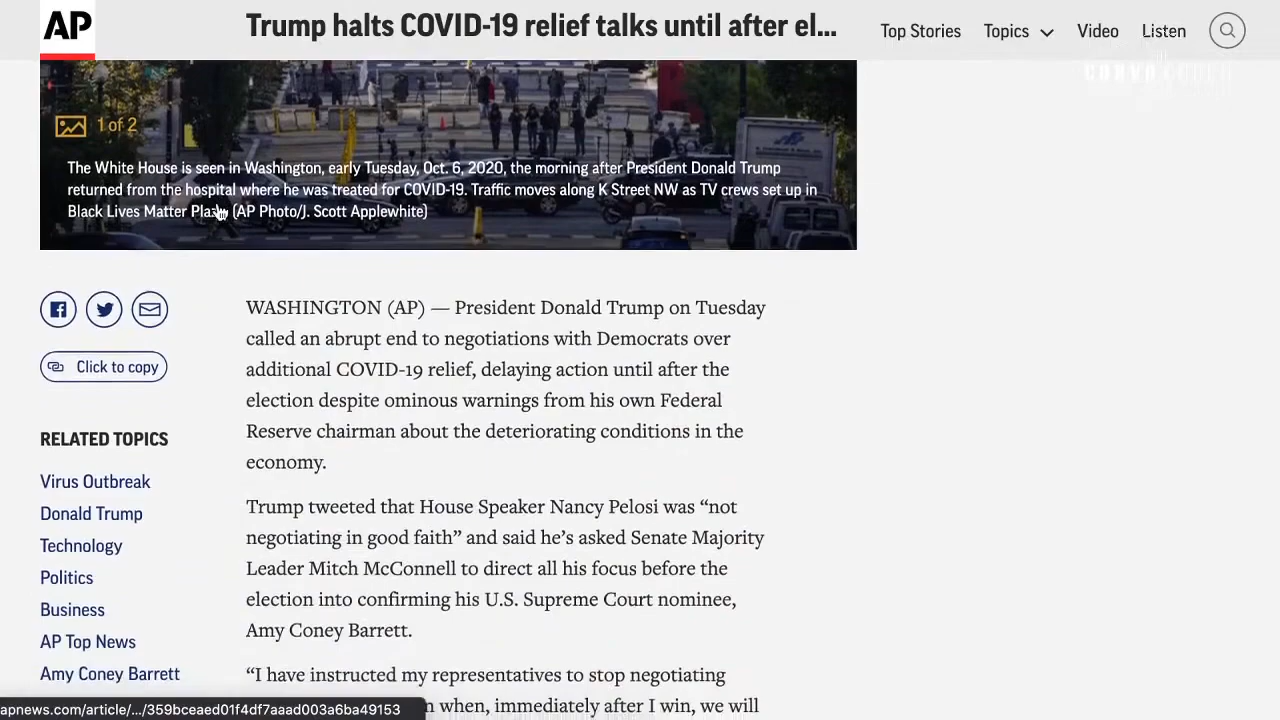 AP
Trump halts COVID-19 relief talks until after el...
Top Stories
Topics
Video
Listen
1 of 2
The White House is seen in Washington, early Tuesday, Oct. 6, 2020, the morning after President Donald Trump
returned from the hospital where he was treated for COVID-19. Traffic moves along K Street NW as TV crews set up in
Black Lives Matter Plaza (AP Photo/J. Scott Applewhite)
Click to copy
RELATED TOPICS
Virus Outbreak
Donald Trump
Technology
Politics
Business
AP Top News
Amy Coney Barrett
WASHINGTON (AP) — President Donald Trump on Tuesday
called an abrupt end to negotiations with Democrats over
additional COVID-19 relief, delaying action until after the
election despite ominous warnings from his own Federal
Reserve chairman about the deteriorating conditions in the
economy.
Trump tweeted that House Speaker Nancy Pelosi was “not
negotiating in good faith” and said he’s asked Senate Majority
Leader Mitch McConnell to direct all his focus before the
election into confirming his U.S. Supreme Court nominee,
Amy Coney Barrett.
“I have instructed my representatives to stop negotiating
when, immediately after I win, we will
apnews.com/article/.../359bceaed01f4df7aaad003a6ba49153